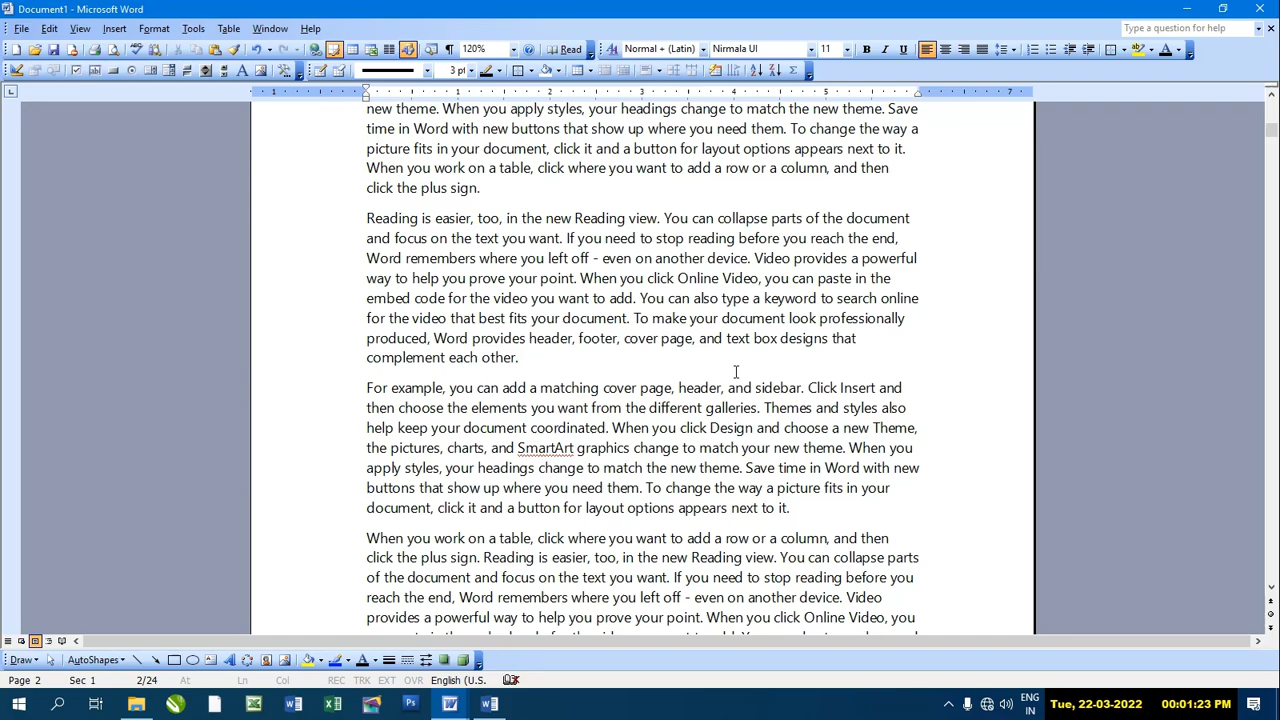 Document1 - Microsoft Word
File Edit View Insert Format Tools Table Window Help
Type a question for help
120% Read Normal + (Latin) Nirmala UI 11 B I U A
3 pt
1 1 2 3 4 5 7
new theme. When you apply styles, your headings change to match the new theme. Save
time in Word with new buttons that show up where you need them. To change the way a
picture fits in your document, click it and a button for layout options appears next to it.
When you work on a table, click where you want to add a row or a column, and then
click the plus sign.
Reading is easier, too, in the new Reading view. You can collapse parts of the document
and focus on the text you want. If you need to stop reading before you reach the end,
Word remembers where you left off - even on another device. Video provides a powerful
way to help you prove your point. When you click Online Video, you can paste in the
embed code for the video you want to add. You can also type a keyword to search online
for the video that best fits your document. To make your document look professionally
produced, Word provides header, footer, cover page, and text box designs that
complement each other.
For example, you can add a matching cover page, header, and sidebar. Click Insert and
then choose the elements you want from the different galleries. Themes and styles also
help keep your document coordinated. When you click Design and choose a new Theme,
the pictures, charts, and SmartArt graphics change to match your new theme. When you
apply styles, your headings change to match the new theme. Save time in Word with new
buttons that show up where you need them. To change the way a picture fits in your
document, click it and a button for layout options appears next to it.
When you work on a table, click where you want to add a row or a column, and then
click the plus sign. Reading is easier, too, in the new Reading view. You can collapse parts
of the document and focus on the text you want. If you need to stop reading before you
reach the end, Word remembers where you left off - even on another device. Video
provides a powerful way to help you prove your point. When you click Online Video, you
Draw AutoShapes
Page 2 Sec 1 2/24 At Ln Col REC TRK EXT OVR English (U.S.
ENG
IN
Tue, 22-03-2022 00:01:23 PM